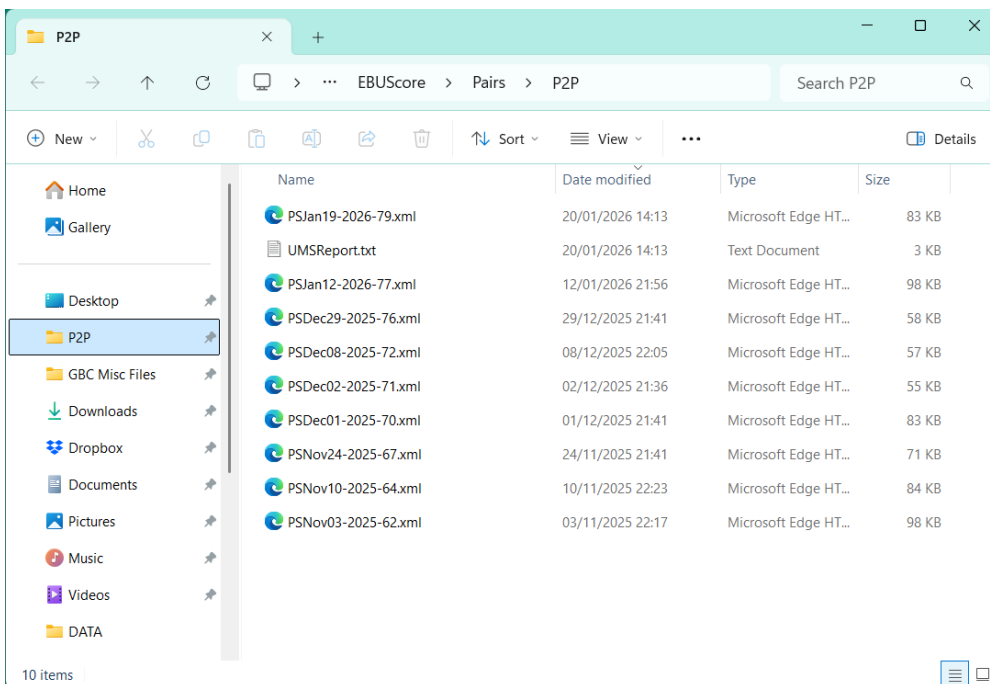 P2P
... EBUScore > Pairs > P2P
Search P2P
New
Sort
View
...
Details
Home
Gallery
Desktop
P2P
GBC Misc Files
Downloads
Dropbox
Documents
Pictures
Music
Videos
DATA
Name Date modified Type Size
PSJan19-2026-79.xml 20/01/2026 14:13 Microsoft Edge HT... 83 KB
UMSReport.txt 20/01/2026 14:13 Text Document 3 KB
PSJan12-2026-77.xml 12/01/2026 21:56 Microsoft Edge HT... 98 KB
PSDec29-2025-76.xml 29/12/2025 21:41 Microsoft Edge HT... 58 KB
PSDec08-2025-72.xml 08/12/2025 22:05 Microsoft Edge HT... 57 KB
PSDec02-2025-71.xml 02/12/2025 21:36 Microsoft Edge HT... 55 KB
PSDec01-2025-70.xml 01/12/2025 21:41 Microsoft Edge HT... 83 KB
PSNov24-2025-67.xml 24/11/2025 21:41 Microsoft Edge HT... 71 KB
PSNov10-2025-64.xml 10/11/2025 22:23 Microsoft Edge HT... 84 KB
PSNov03-2025-62.xml 03/11/2025 22:17 Microsoft Edge HT... 98 KB
10 items